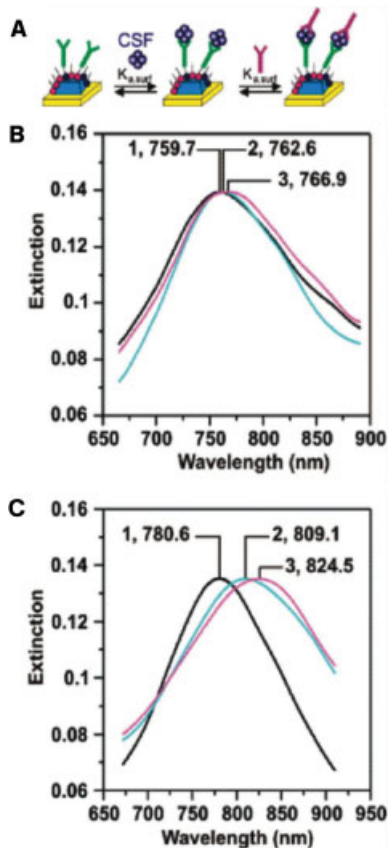 A
CSF
Ka,surf
Ka,surf
B
0.16
1, 759.7
2, 762.6
3, 766.9
0.14
0.12
0.1
0.08
0.06
Extinction
650 700 750 800 850 900
Wavelength (nm)
C
0.16
1, 780.6
2, 809.1
3, 824.5
0.14
0.12
0.1
0.08
0.06
Extinction
650 700 750 800 850 900 950
Wavelength (nm)